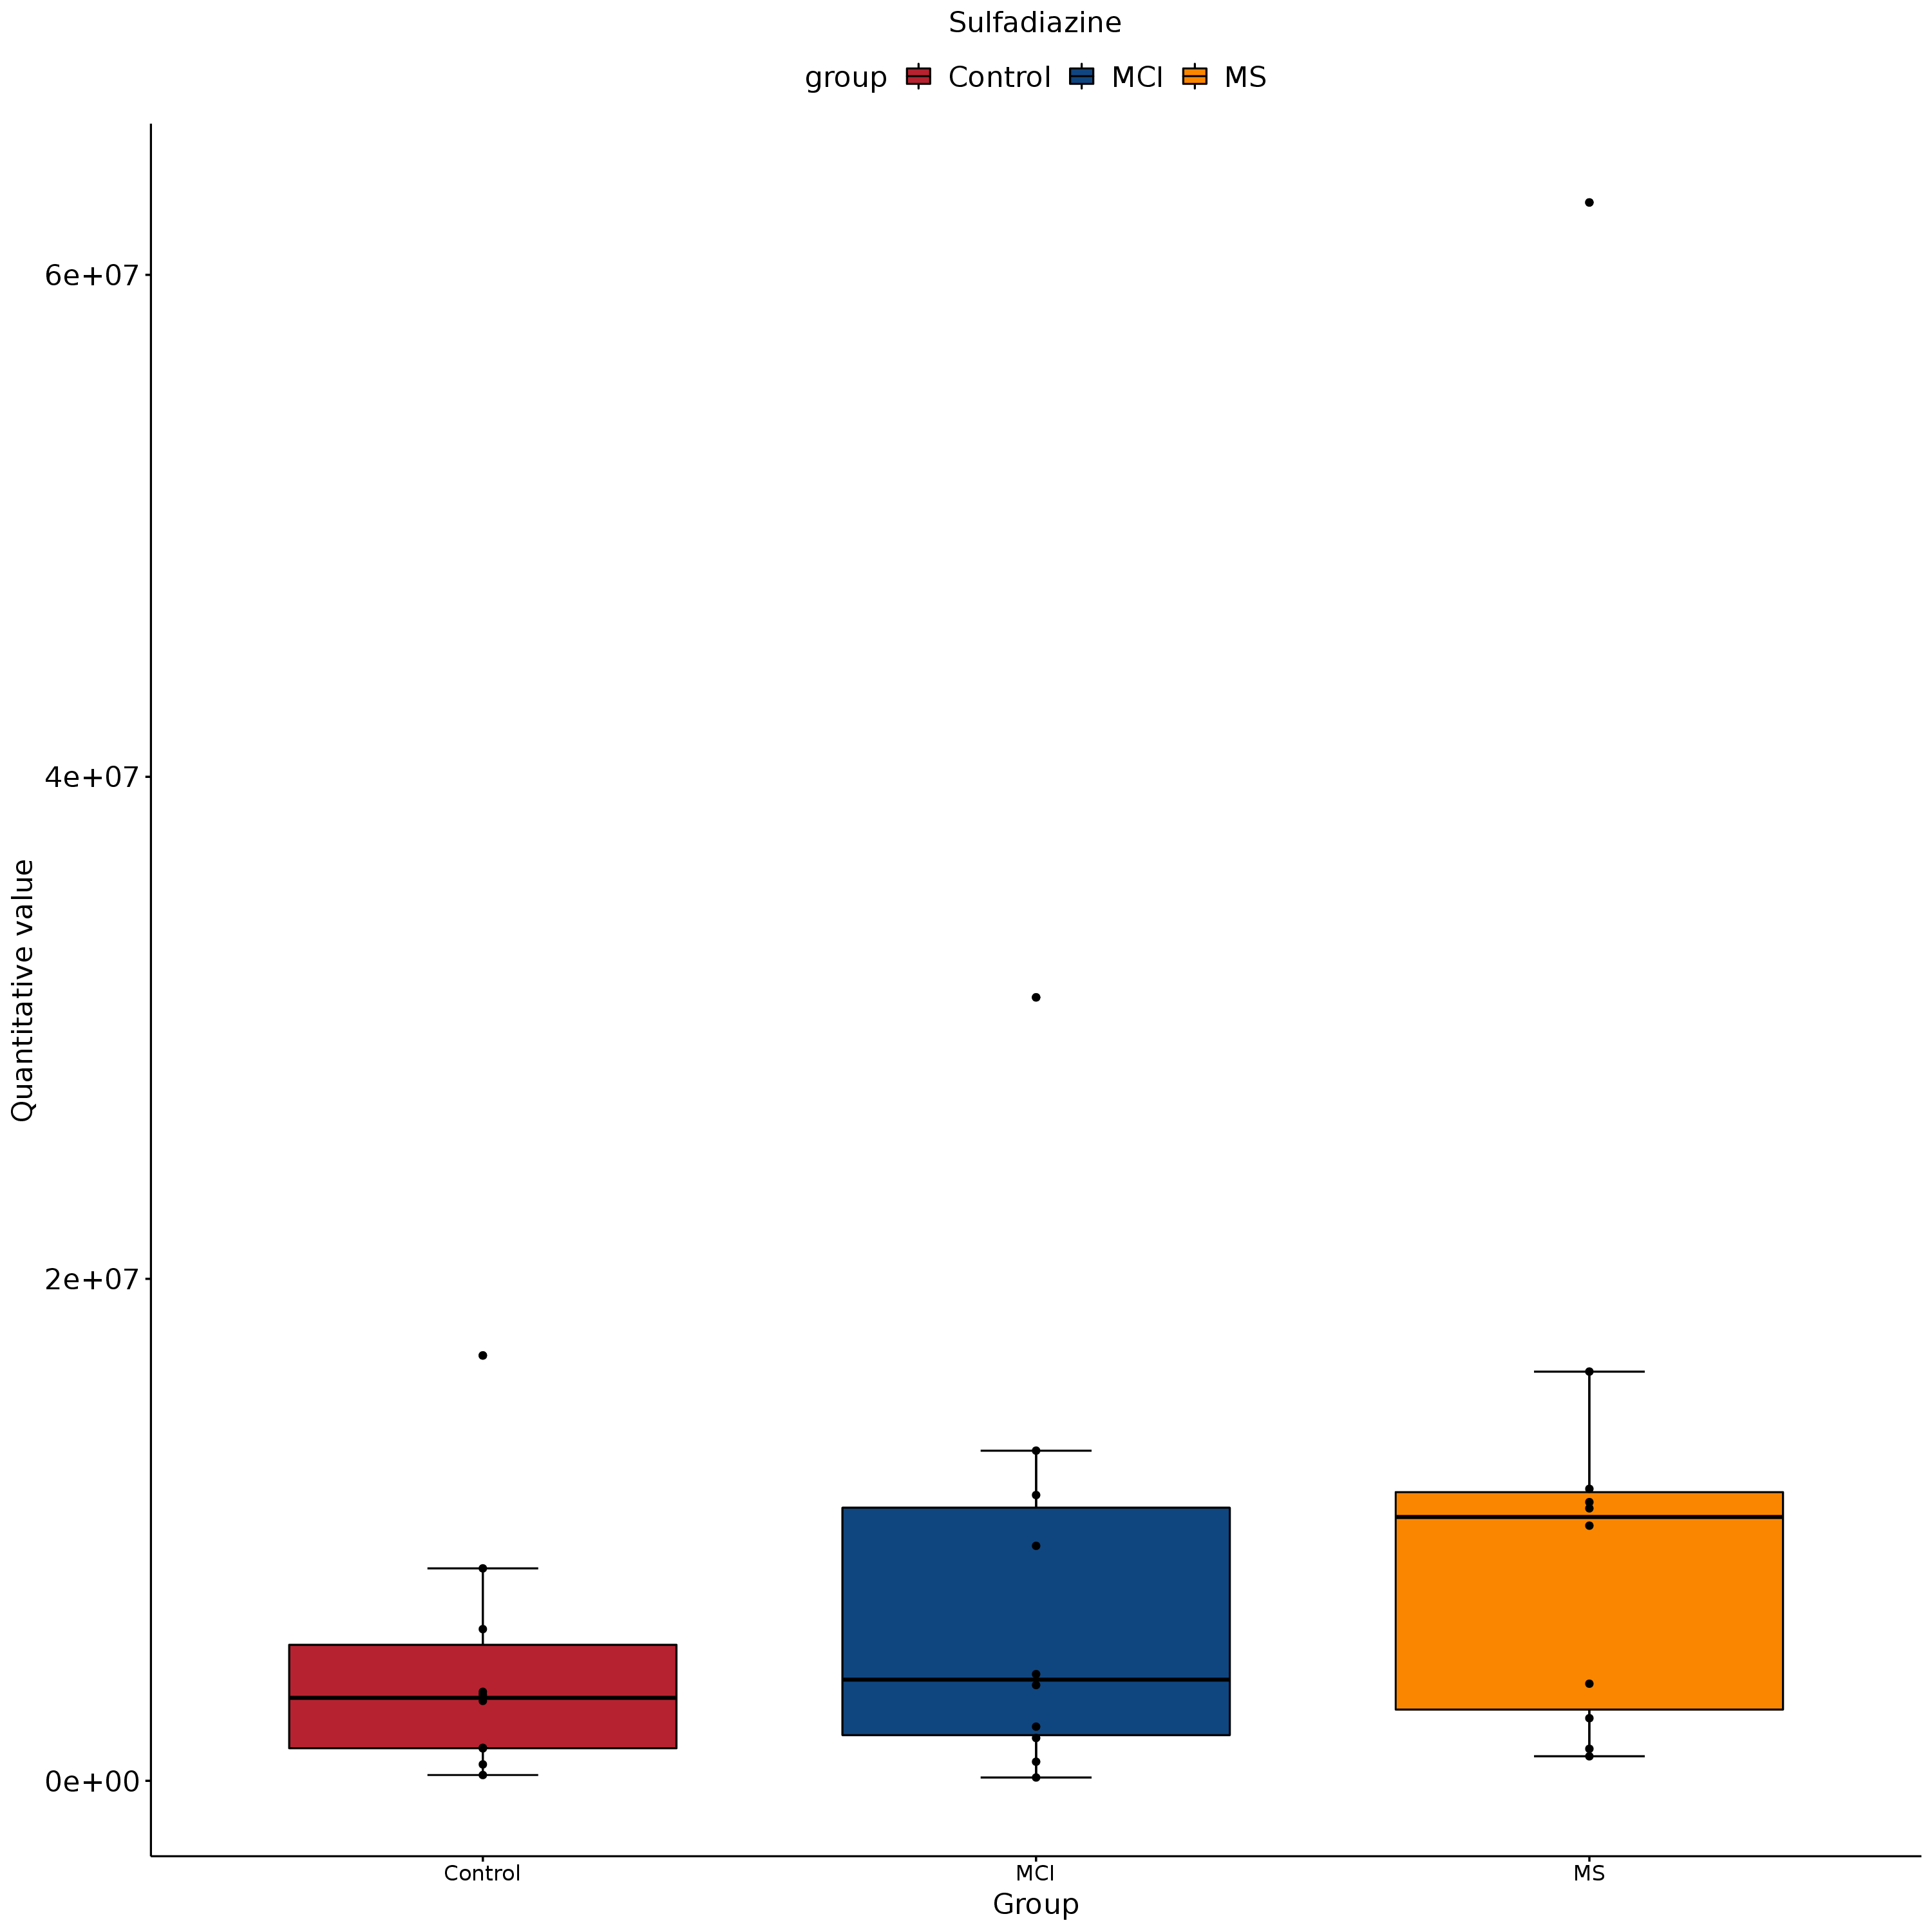 Sulfadiazine
group Control MCI MS
Quantitative value
6e+07
4e+07
2e+07
0e+00
Control MCI MS
Group